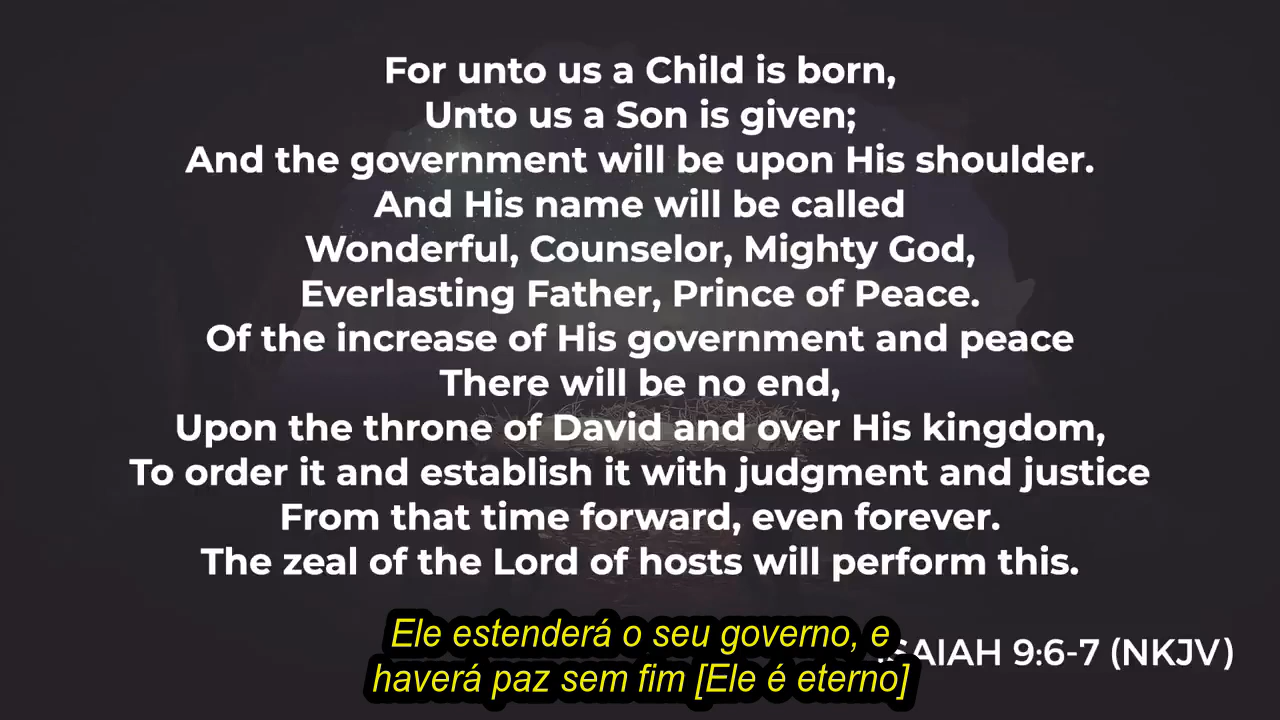 For unto us a Child is born,
Unto us a Son is given;
And the government will be upon His shoulder.
And His name will be called
Wonderful, Counselor, Mighty God,
Everlasting Father, Prince of Peace.
Of the increase of His government and peace
There will be no end,
Upon the throne of David and over His kingdom,
To order it and establish it with judgment and justice
From that time forward, even forever.
The zeal of the Lord of hosts will perform this.
ISAIAH 9:6-7 (NKJV)
Ele estenderá o seu governo, e
haverá paz sem fim [Ele é eterno]